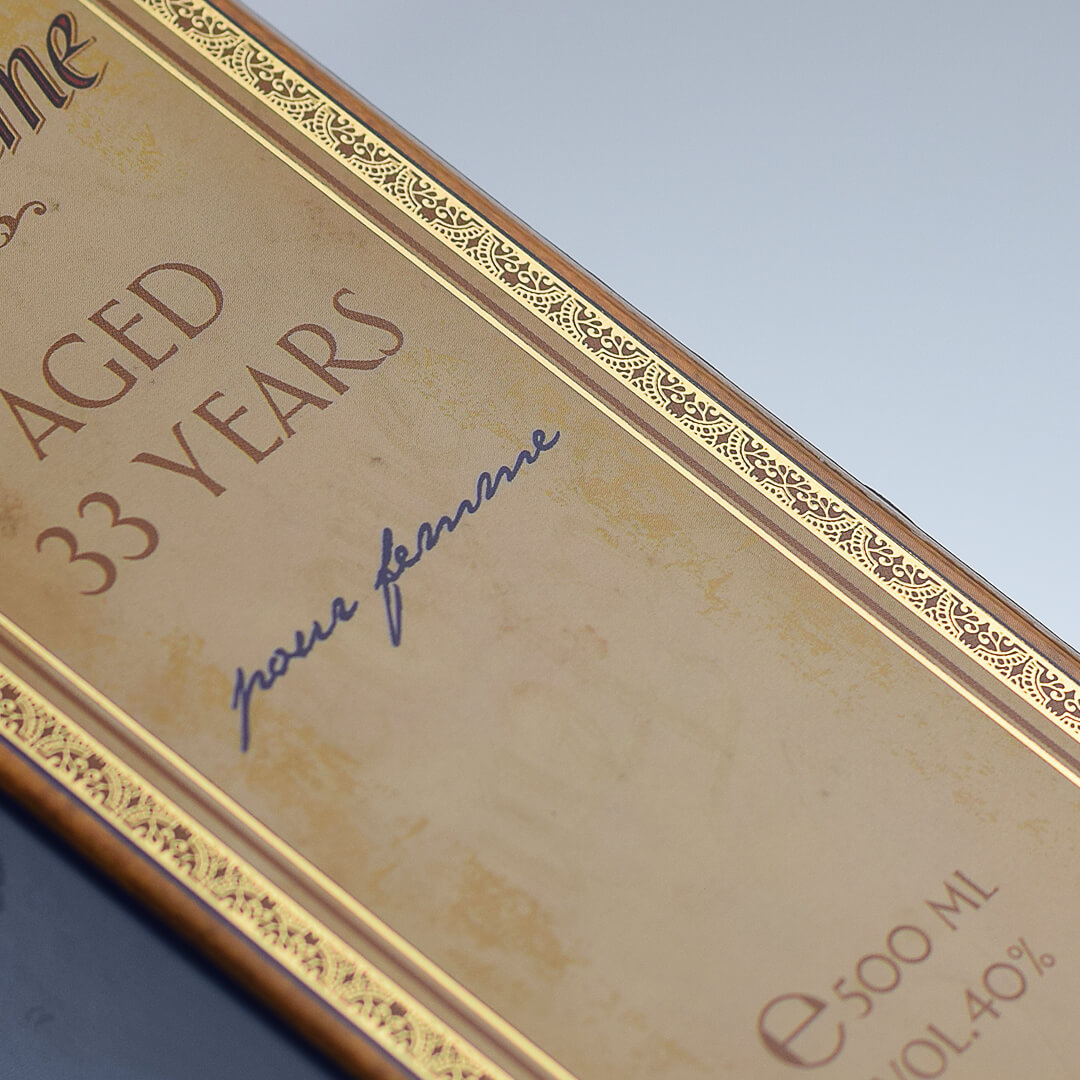 AGED
33 YEARS
pour femme
e 500 ML
VOL.40%